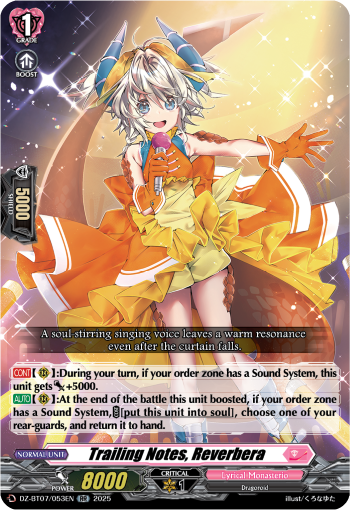 1
GRADE
BOOST
5000
SHIELD
A soul-stirring singing voice leaves a warm resonance
even after the curtain falls.
CONT【】:During your turn, if your order zone has a Sound System, this
unit gets +5000.
AUTO【】:At the end of the battle this unit boosted, if your order zone
has a Sound System,[put this unit into soul], choose one of your
rear-guards, and return it to hand.
NORMAL UNIT
Trailing Notes, Reverbera
POWER 8000
CRITICAL
1
Lyrical Monasterio
Dragoroid
DZ-BT07/053EN RR 2025
illust/くろなゆた